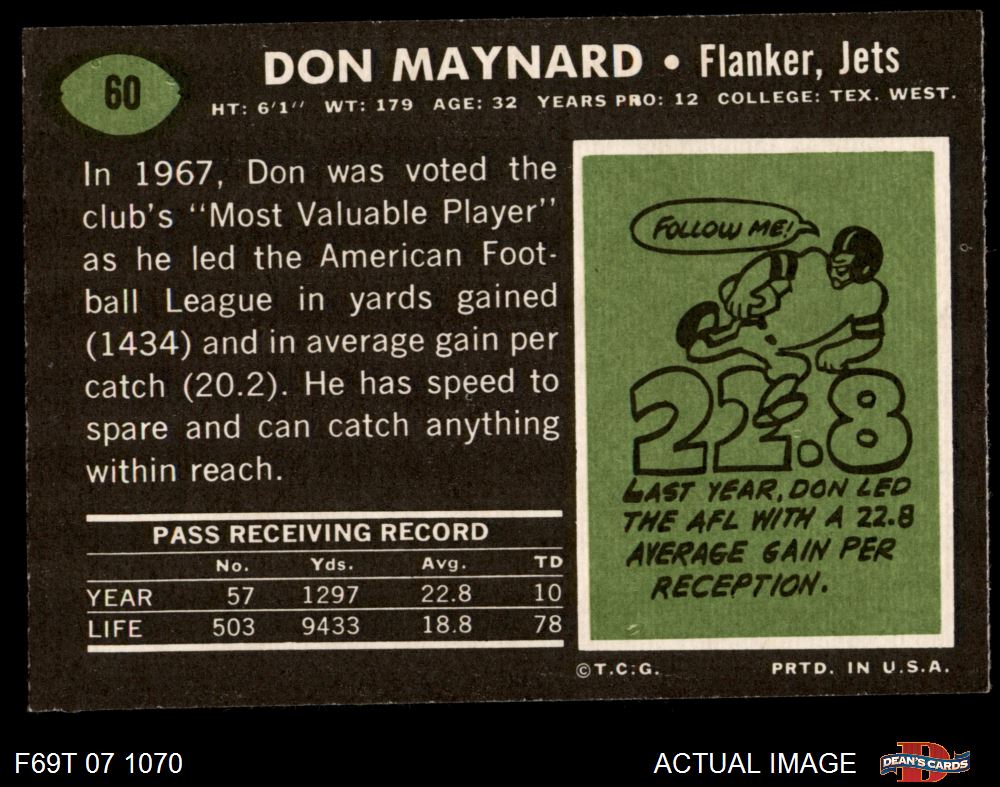 60
DON MAYNARD • Flanker, Jets
HT: 6'1" WT: 179 AGE: 32 YEARS PRO: 12 COLLEGE: TEX. WEST.
In 1967, Don was voted the
club's "Most Valuable Player"
as he led the American Foot-
ball League in yards gained
(1434) and in average gain per
catch (20.2). He has speed to
spare and can catch anything
within reach.
PASS RECEIVING RECORD
No. Yds. Avg. TD
YEAR 57 1297 22.8 10
LIFE 503 9433 18.8 78
FOLLOW ME!
22.8
LAST YEAR, DON LED
THE AFL WITH A 22.8
AVERAGE GAIN PER
RECEPTION.
©T.C.G. PRTD. IN U.S.A.
F69T 07 1070
ACTUAL IMAGE
D
DEAN'S CARDS